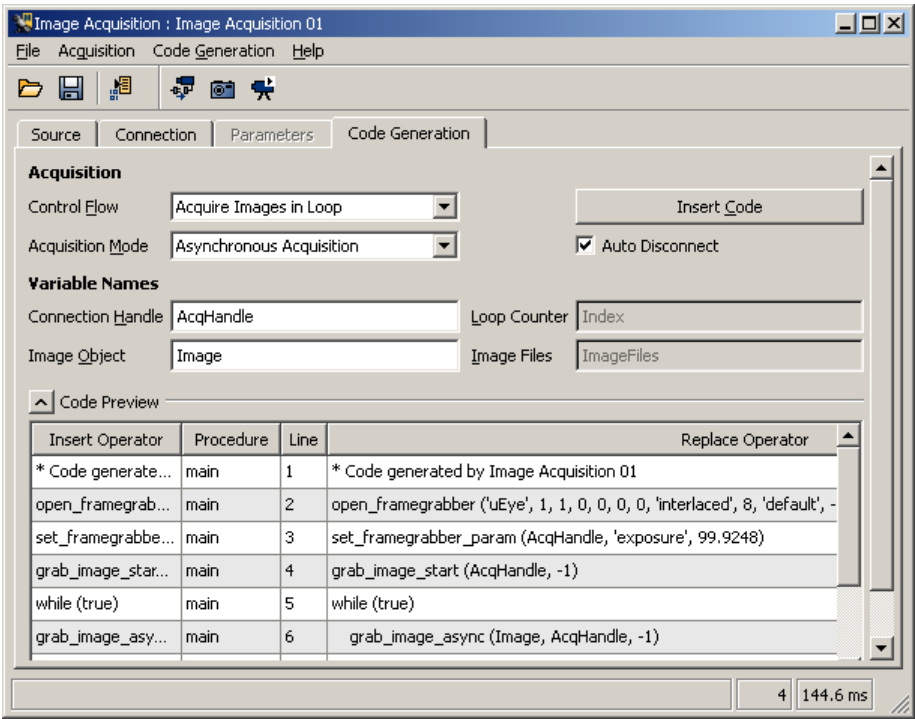 Image Acquisition : Image Acquisition 01
File Acquisition Code Generation Help
Source Connection Parameters Code Generation
Acquisition
Control Flow Acquire Images in Loop Insert Code
Acquisition Mode Asynchronous Acquisition Auto Disconnect
Variable Names
Connection Handle AcqHandle Loop Counter Index
Image Object Image Image Files ImageFiles
Code Preview
Insert Operator Procedure Line Replace Operator
* Code generate... main 1 * Code generated by Image Acquisition 01
open_framegrab... main 2 open_framegrabber ('uEye', 1, 1, 0, 0, 0, 0, 'interlaced', 8, 'default', -
set_framegrabbe... main 3 set_framegrabber_param (AcqHandle, 'exposure', 99.9248)
grab_image_star... main 4 grab_image_start (AcqHandle, -1)
while (true) main 5 while (true)
grab_image_asy... main 6 grab_image_async (Image, AcqHandle, -1)
4 144.6 ms